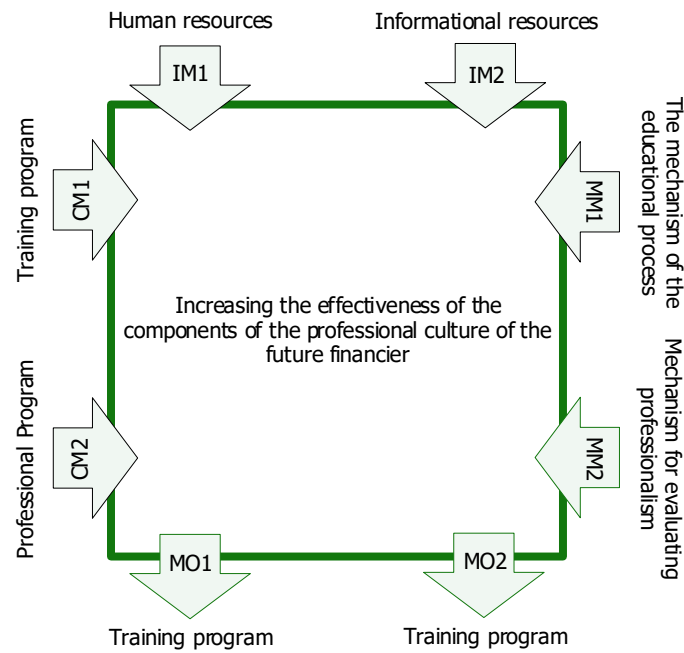 Human resources
Informational resources
IM1
IM2
Training program
CM1
MM1
The mechanism of the
educational process
Increasing the effectiveness of the
components of the professional culture of the
future financier
Professional Program
CM2
MM2
Mechanism for evaluating
professionalism
MO1
MO2
Training program
Training program